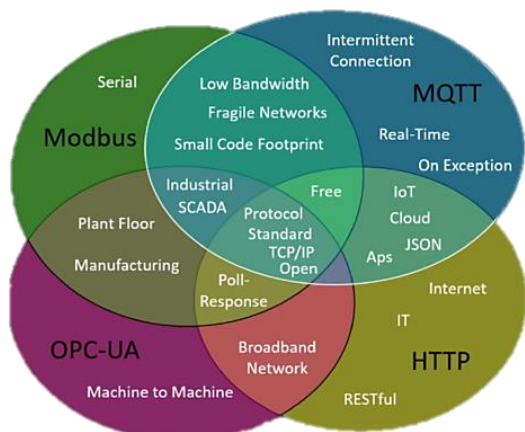 Intermittent
Connection
Serial
Low Bandwidth
MQTT
Fragile Networks
Modbus
Real-Time
Small Code Footprint
On Exception
Industrial
SCADA
Free
IoT
Plant Floor
Protocol
Standard
TCP/IP
Open
Cloud
JSON
Aps
Manufacturing
Poll-
Response
Internet
IT
OPC-UA
Broadband
Network
HTTP
Machine to Machine
RESTful